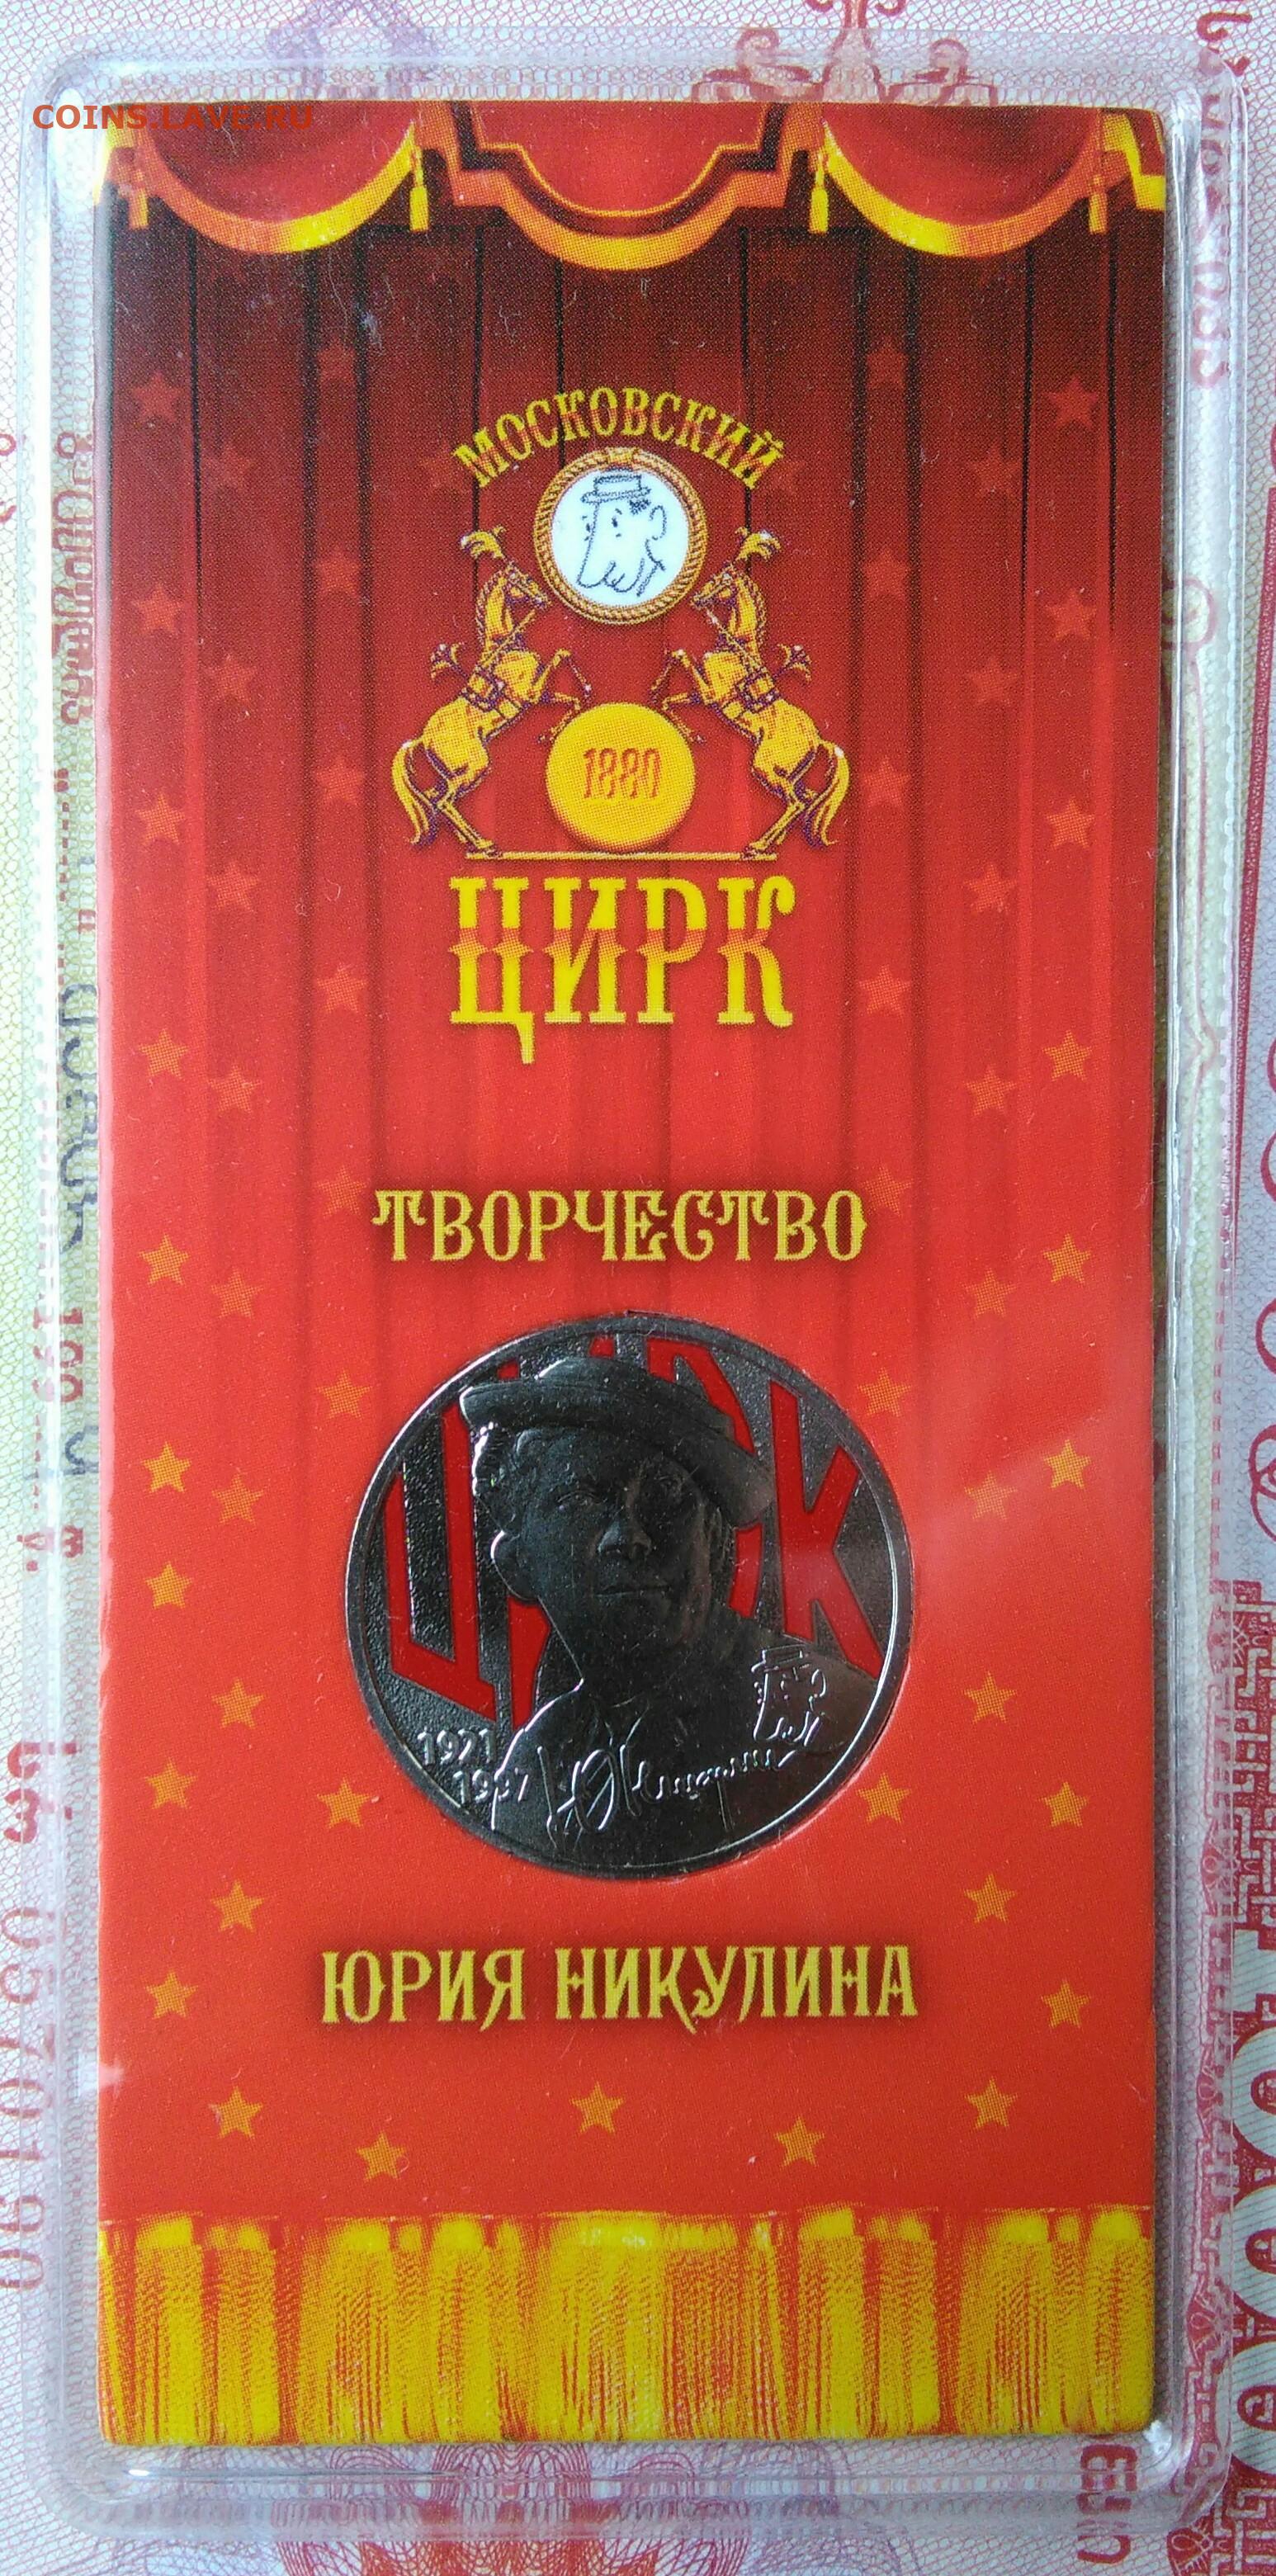 COINS.LAVE.RU
МОСКОВСКИЙ
1880
ЦИРК
ТВОРЧЕСТВО
ЦИРК
1921
1997
ЮРИЯ НИКУЛИНА